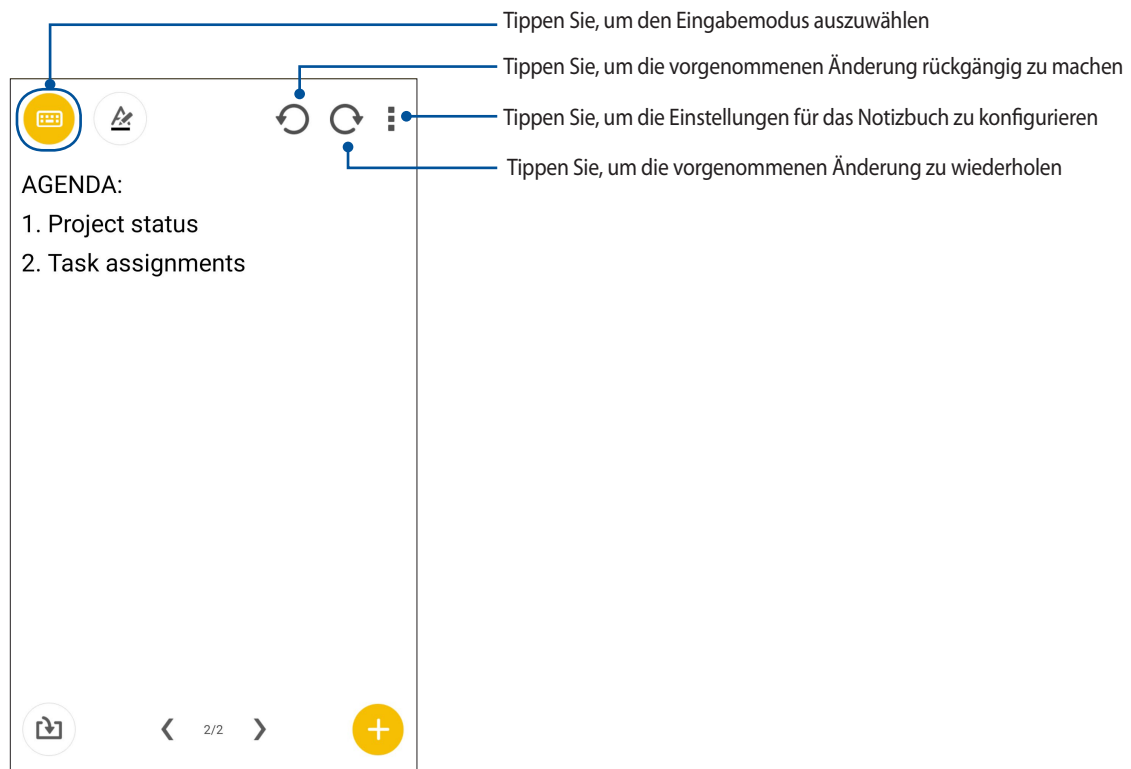 Tippen Sie, um den Eingabemodus auszuwählen
Tippen Sie, um die vorgenommenen Änderung rückgängig zu machen
Tippen Sie, um die Einstellungen für das Notizbuch zu konfigurieren
Tippen Sie, um die vorgenommenen Änderung zu wiederholen
AGENDA:
1. Project status
2. Task assignments
2/2